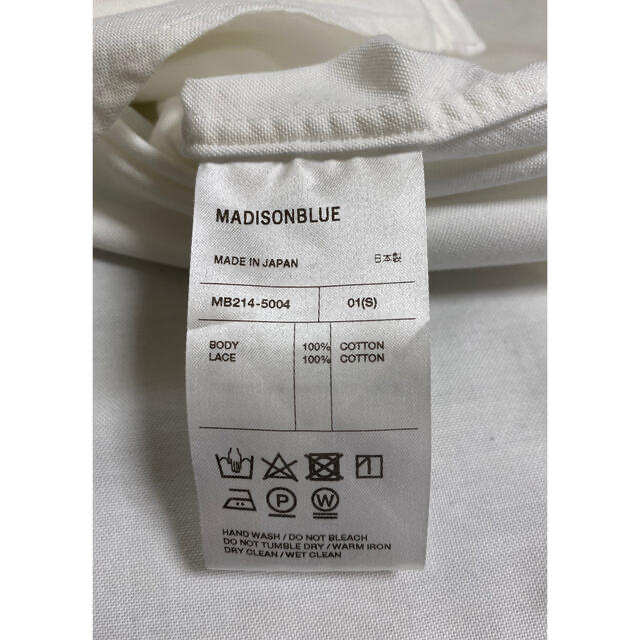 MADISONBLUE
MADE IN JAPAN 日本製
MB214-5004 01(S)
BODY 100% COTTON
LACE 100% COTTON
P W
HAND WASH / DO NOT BLEACH
DO NOT TUMBLE DRY / WARM IRON
DRY CLEAN / WET CLEAN